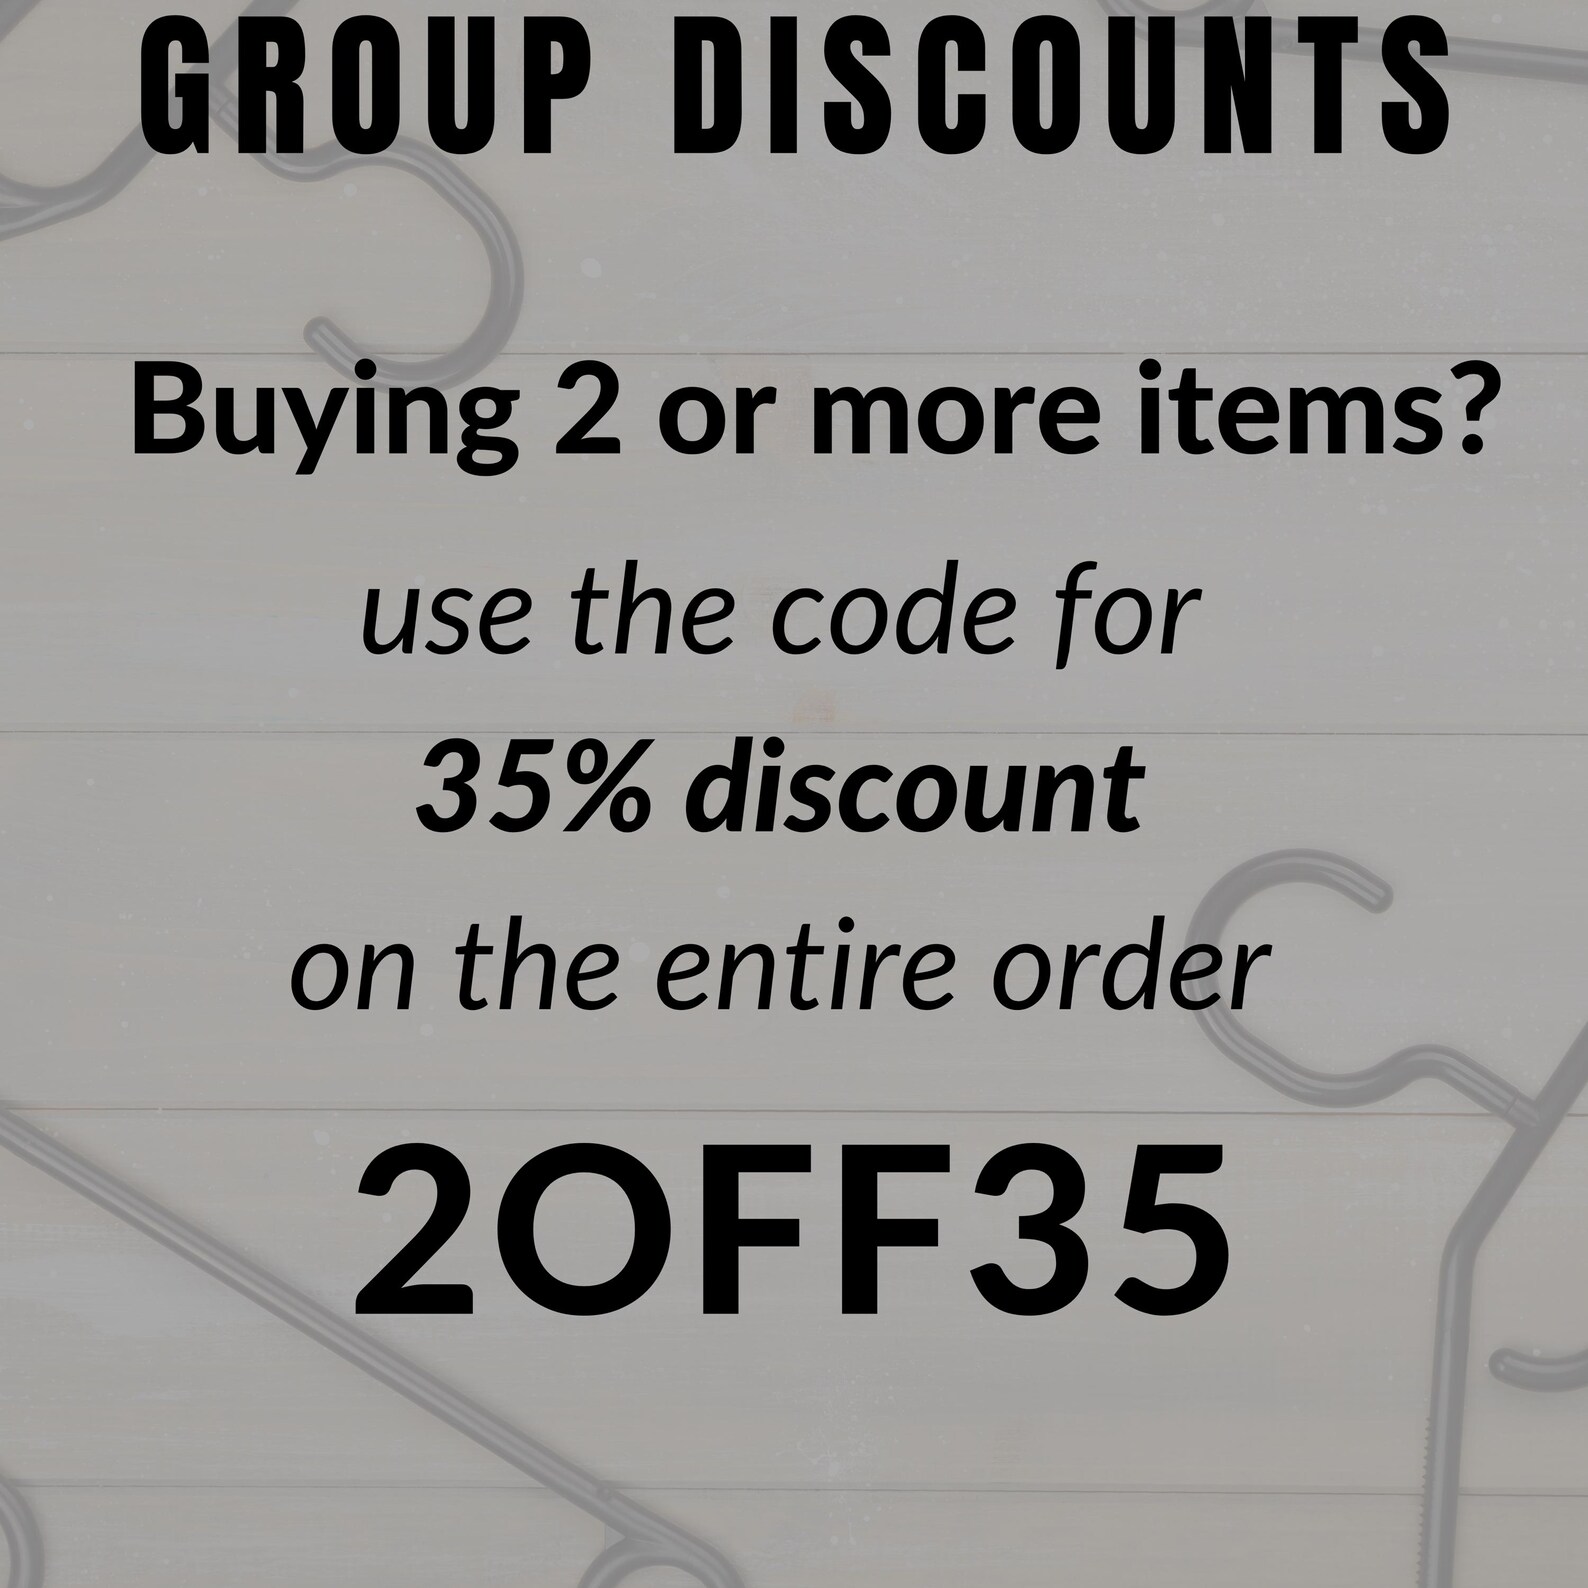 GROUP DISCOUNTS
Buying 2 or more items?
use the code for
35% discount
on the entire order
2OFF35